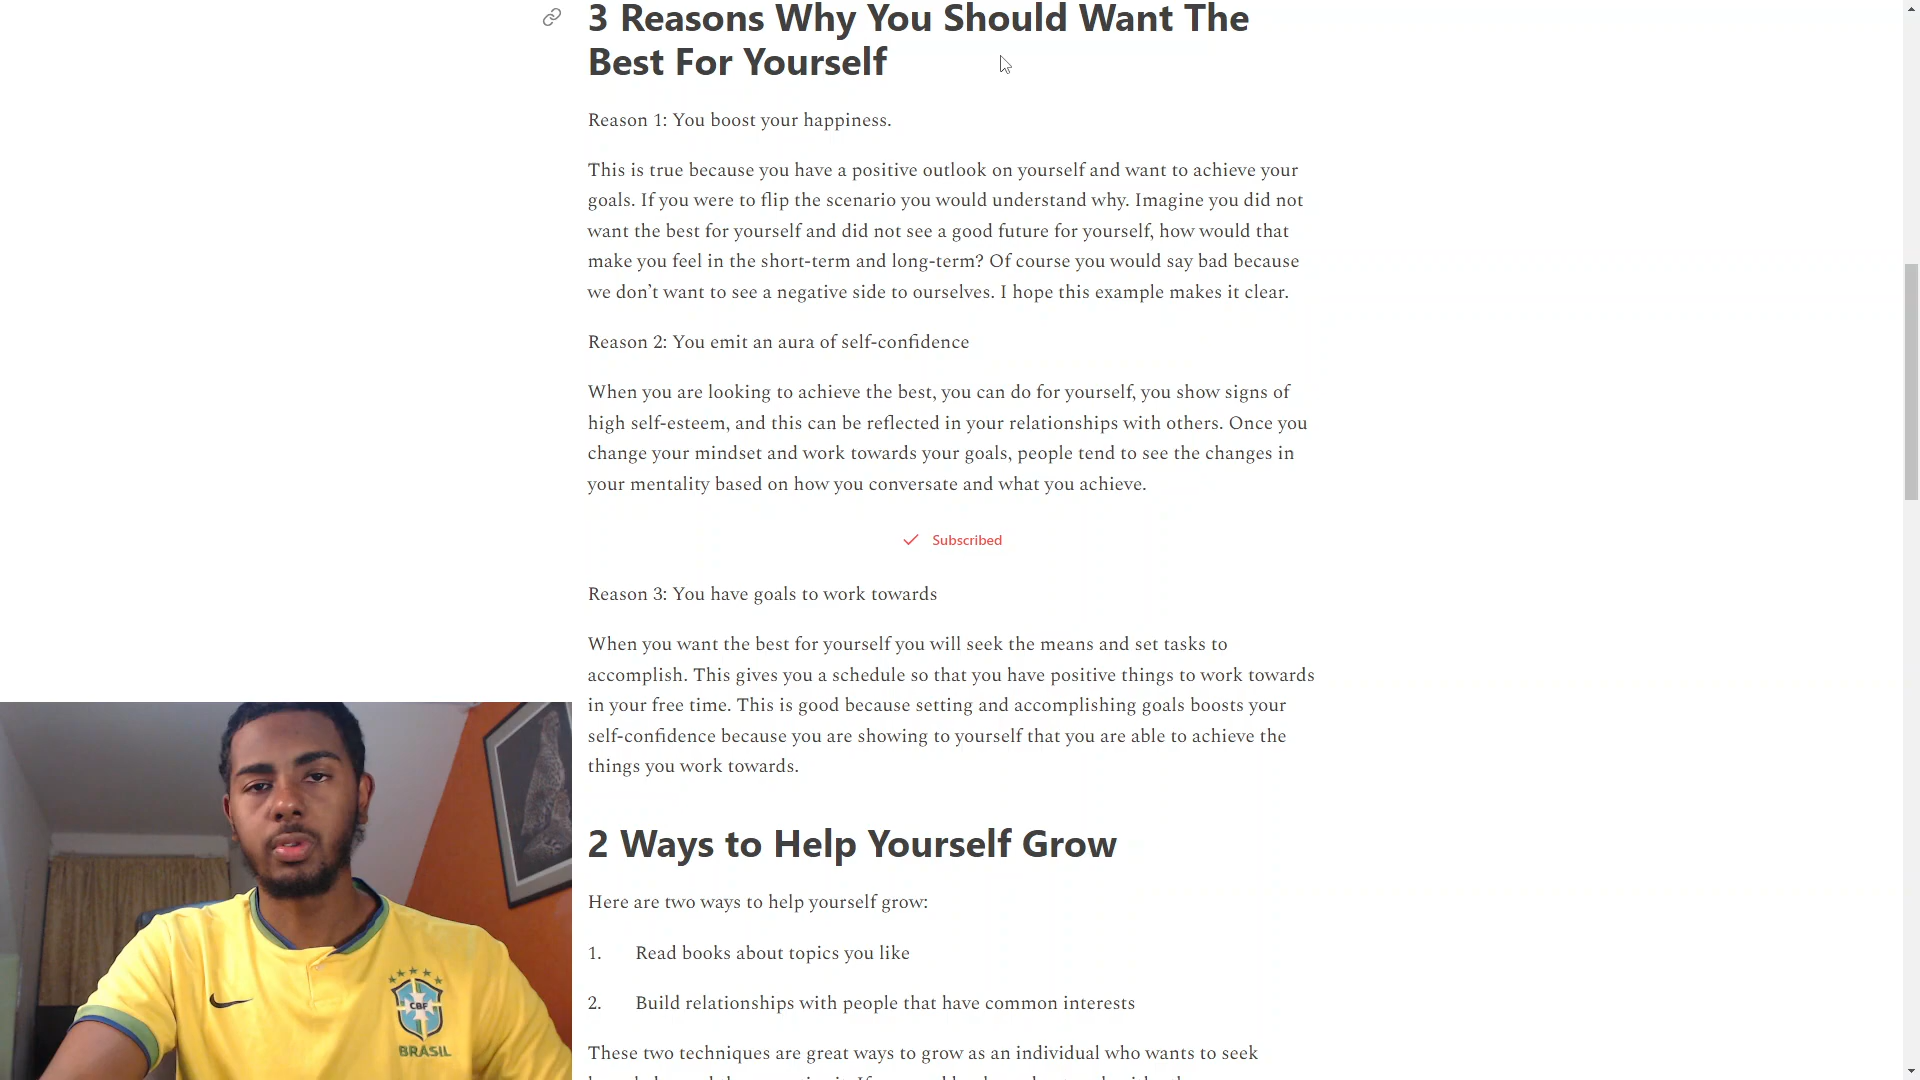 3 Reasons Why You Should Want The
Best For Yourself
Reason 1: You boost your happiness.
This is true because you have a positive outlook on yourself and want to achieve your
goals. If you were to flip the scenario you would understand why. Imagine you did not
want the best for yourself and did not see a good future for yourself, how would that
make you feel in the short-term and long-term? Of course you would say bad because
we don’t want to see a negative side to ourselves. I hope this example makes it clear.
Reason 2: You emit an aura of self-confidence
When you are looking to achieve the best, you can do for yourself, you show signs of
high self-esteem, and this can be reflected in your relationships with others. Once you
change your mindset and work towards your goals, people tend to see the changes in
your mentality based on how you conversate and what you achieve.
Subscribed
Reason 3: You have goals to work towards
When you want the best for yourself you will seek the means and set tasks to
accomplish. This gives you a schedule so that you have positive things to work towards
in your free time. This is good because setting and accomplishing goals boosts your
self-confidence because you are showing to yourself that you are able to achieve the
things you work towards.
2 Ways to Help Yourself Grow
Here are two ways to help yourself grow:
1. Read books about topics you like
2. Build relationships with people that have common interests
These two techniques are great ways to grow as an individual who wants to seek
CBF
BRASIL